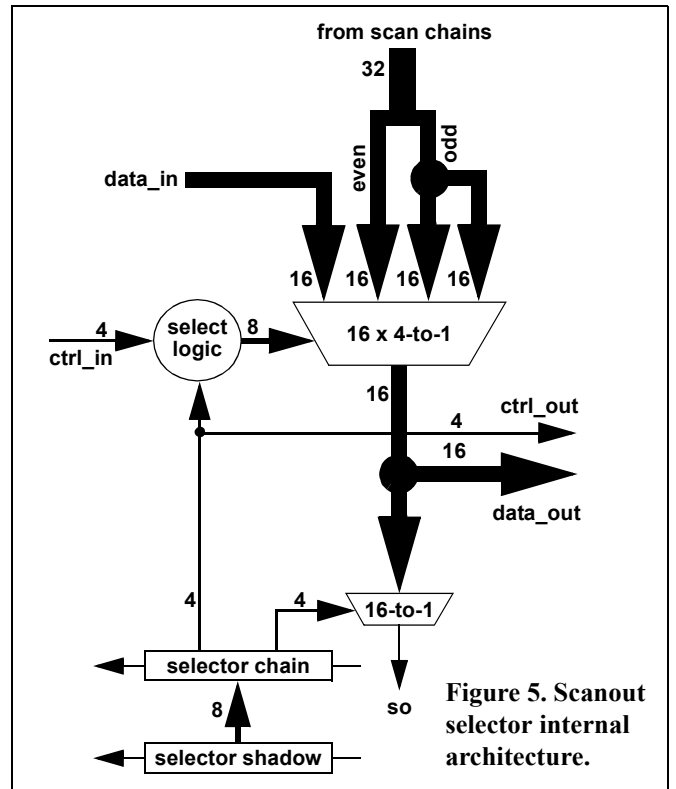 from scan chains
32
even
odd
data_in
16
16
16
16
4
ctrl_in
select
logic
8
16 x 4-to-1
16
ctrl_out
4
16
data_out
4
4
16-to-1
selector chain
so
8
selector shadow
Figure 5. Scanout
selector internal
architecture.